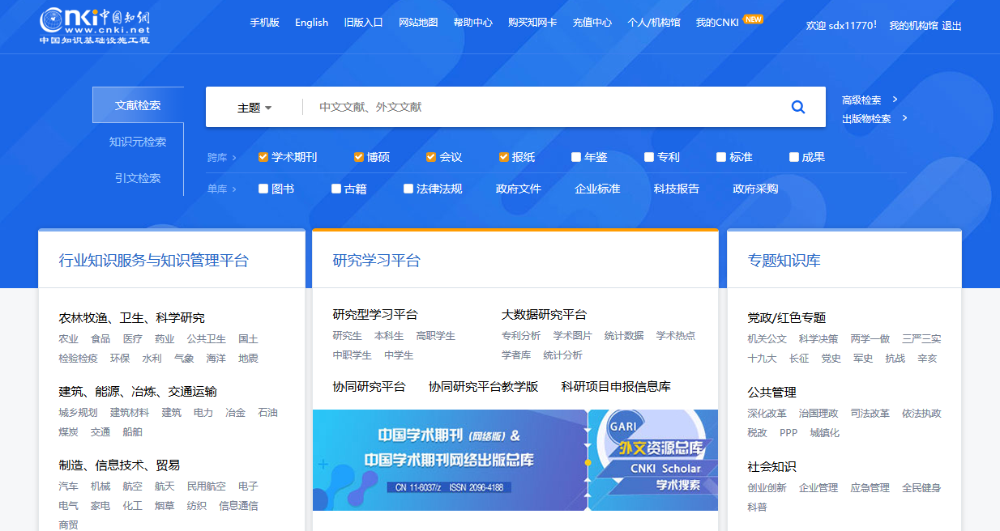 cnki中国知网
www.cnki.net
中国知识基础设施工程
手机版 English 旧版入口 网站地图 帮助中心 购买知网卡 充值中心 个人/机构馆 我的CNKI NEW
欢迎 sdx11770! 我的机构馆 退出
文献检索
知识元检索
引文检索
主题 中文文献、外文文献
高级检索 >
出版物检索 >
跨库 > 学术期刊 博硕 会议 报纸 年鉴 专利 标准 成果
单库 > 图书 古籍 法律法规 政府文件 企业标准 科技报告 政府采购
行业知识服务与知识管理平台
农林牧渔、卫生、科学研究
农业 食品 医疗 药业 公共卫生 国土
检验检疫 环保 水利 气象 海洋 地震
建筑、能源、冶炼、交通运输
城乡规划 建筑材料 建筑 电力 冶金 石油
煤炭 交通 船舶
制造、信息技术、贸易
汽车 机械 航空 航天 民用航空 电子
电气 家电 化工 烟草 纺织 信息通信
商贸
研究学习平台
研究型学习平台
研究生 本科生 高职学生
中职学生 中学生
大数据研究平台
专利分析 学术图片 统计数据 学术热点
学者库 统计分析
协同研究平台 协同研究平台教学版 科研项目申报信息库
中国学术期刊 (网络版) &
中国学术期刊网络出版总库
CN 11-6037/z ISSN 2096-4188
GARI
外文资源总库
CNKI Scholar
学术搜索
专题知识库
党政/红色专题
机关公文 科学决策 两学一做 三严三实
十九大 长征 党史 军史 抗战 辛亥
公共管理
深化改革 治国理政 司法改革 依法执政
税改 PPP 城镇化
社会知识
创业创新 企业管理 应急管理 全民健身
科普